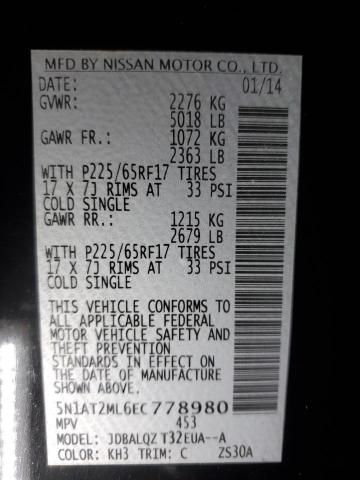 MFD BY NISSAN MOTOR CO., LTD.
DATE: 01/14
GVWR: 2276 KG
5018 LB
GAWR FR.: 1072 KG
2363 LB
WITH P225/65RF17 TIRES
17 X 7J RIMS AT 33 PSI
COLD SINGLE
GAWR RR.: 1215 KG
2679 LB
WITH P225/65RF17 TIRES
17 X 7J RIMS AT 33 PSI
COLD SINGLE
THIS VEHICLE CONFORMS TO
ALL APPLICABLE FEDERAL
MOTOR VEHICLE SAFETY AND
THEFT PREVENTION
STANDARDS IN EFFECT ON
THE DATE OF MANUFACTURE
5N1AT2ML6EC778980
MPV 453
MODEL: JDBALQZ T32EUA--A
COLOR: KH3 TRIM: C ZS30A